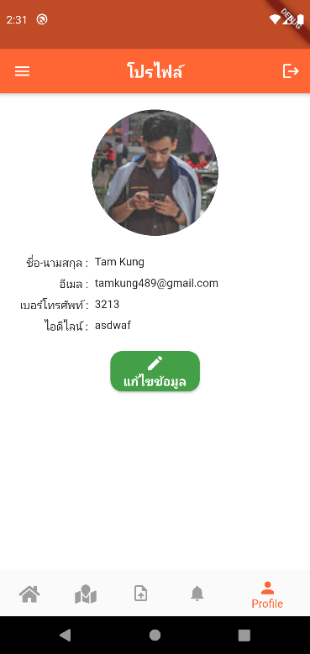 2:31
DEBUG
โปรไฟล์
ชื่อ-นามสกุล : Tam Kung
อีเมล : tamkung489@gmail.com
เบอร์โทรศัพท์ : 3213
ไอดีไลน์ : asdwaf
แก้ไขข้อมูล
Profile